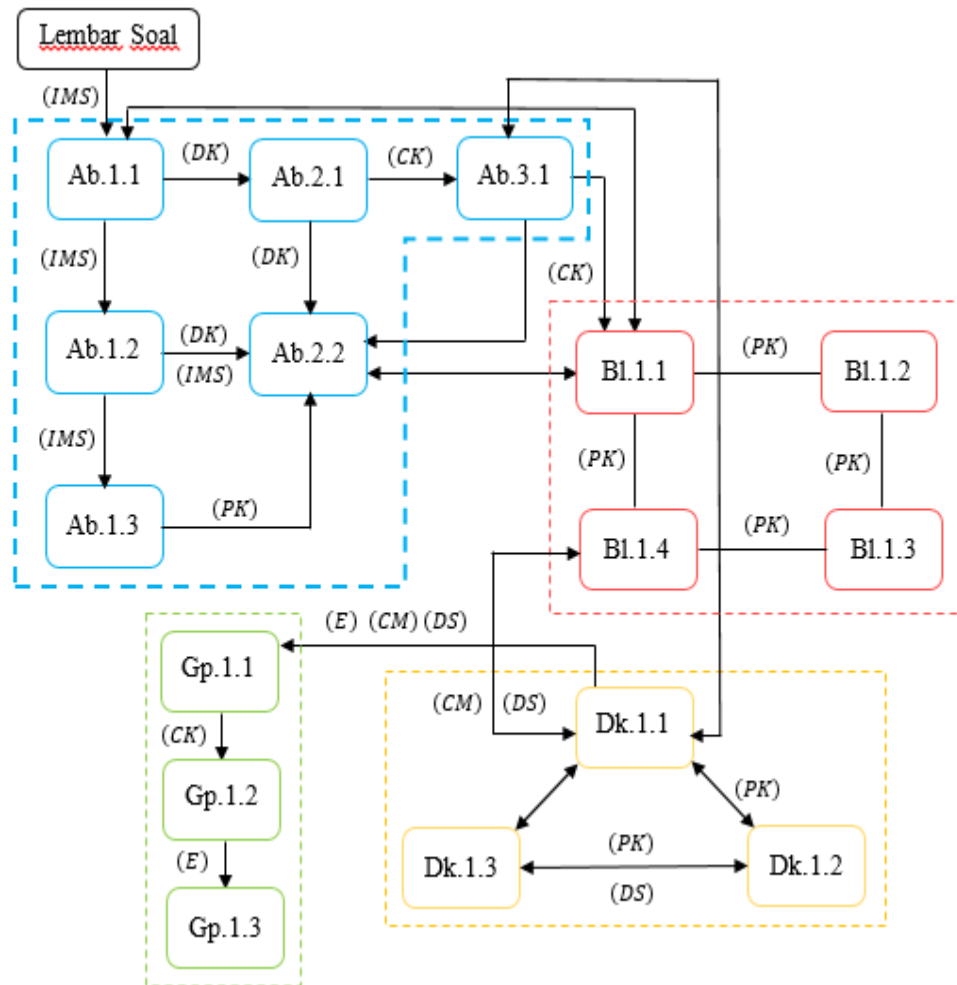 Lembar Soal
(IMS)
Ab.1.1
(DK)
Ab.2.1
(CK)
Ab.3.1
(IMS)
(DK)
(CK)
Ab.1.2
(DK)
(IMS)
Ab.2.2
Bl.1.1
(PK)
Bl.1.2
(IMS)
(PK)
(PK)
Ab.1.3
(PK)
Bl.1.4
(PK)
Bl.1.3
(E) (CM) (DS)
Gp.1.1
(CM) (DS)
Dk.1.1
(CK)
Gp.1.2
(PK)
(E)
Dk.1.3
(PK)
(DS)
Dk.1.2
Gp.1.3